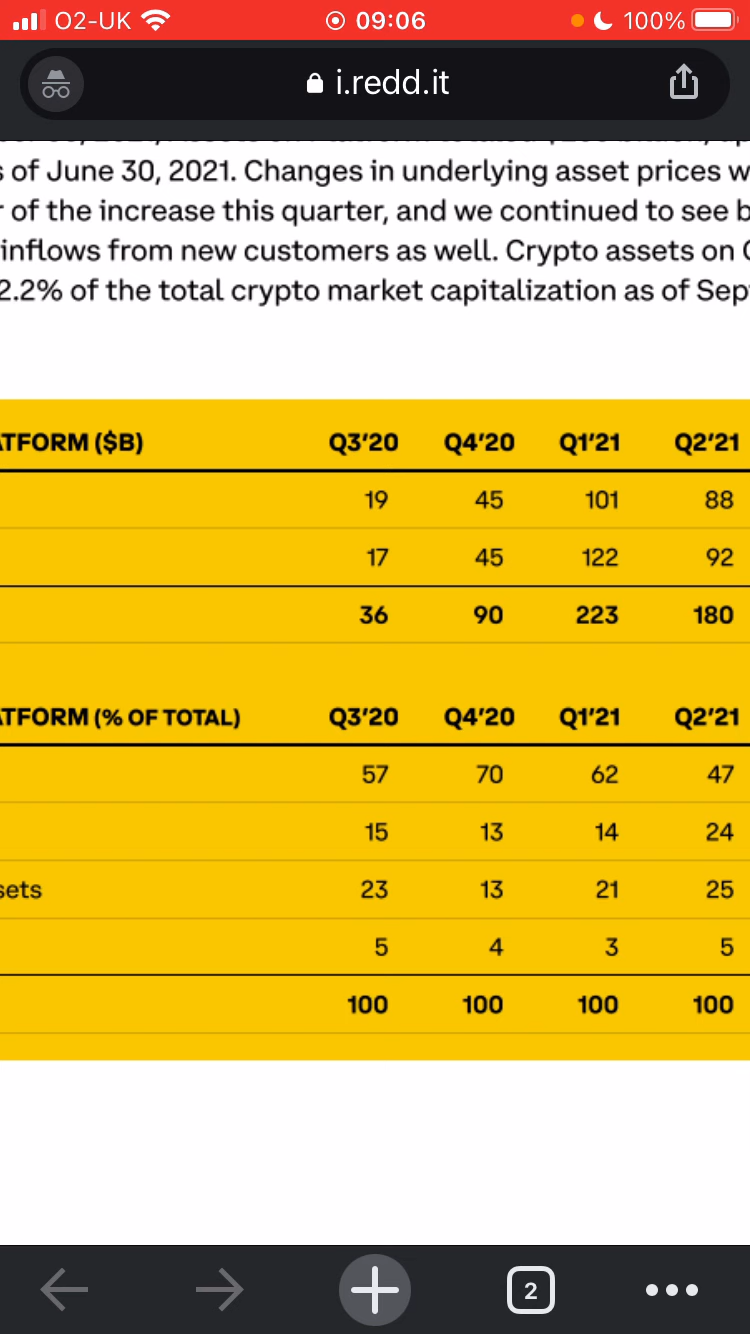 O2-UK 09:06 100%
i.redd.it
of June 30, 2021. Changes in underlying asset prices
of the increase this quarter, and we continued to see
inflows from new customers as well. Crypto assets on
2.2% of the total crypto market capitalization as of Sep
ATFORM ($B) Q3'20 Q4'20 Q1'21 Q2'21
19 45 101 88
17 45 122 92
36 90 223 180
ATFORM (% OF TOTAL) Q3'20 Q4'20 Q1'21 Q2'21
57 70 62 47
15 13 14 24
sets 23 13 21 25
5 4 3 5
100 100 100 100
2